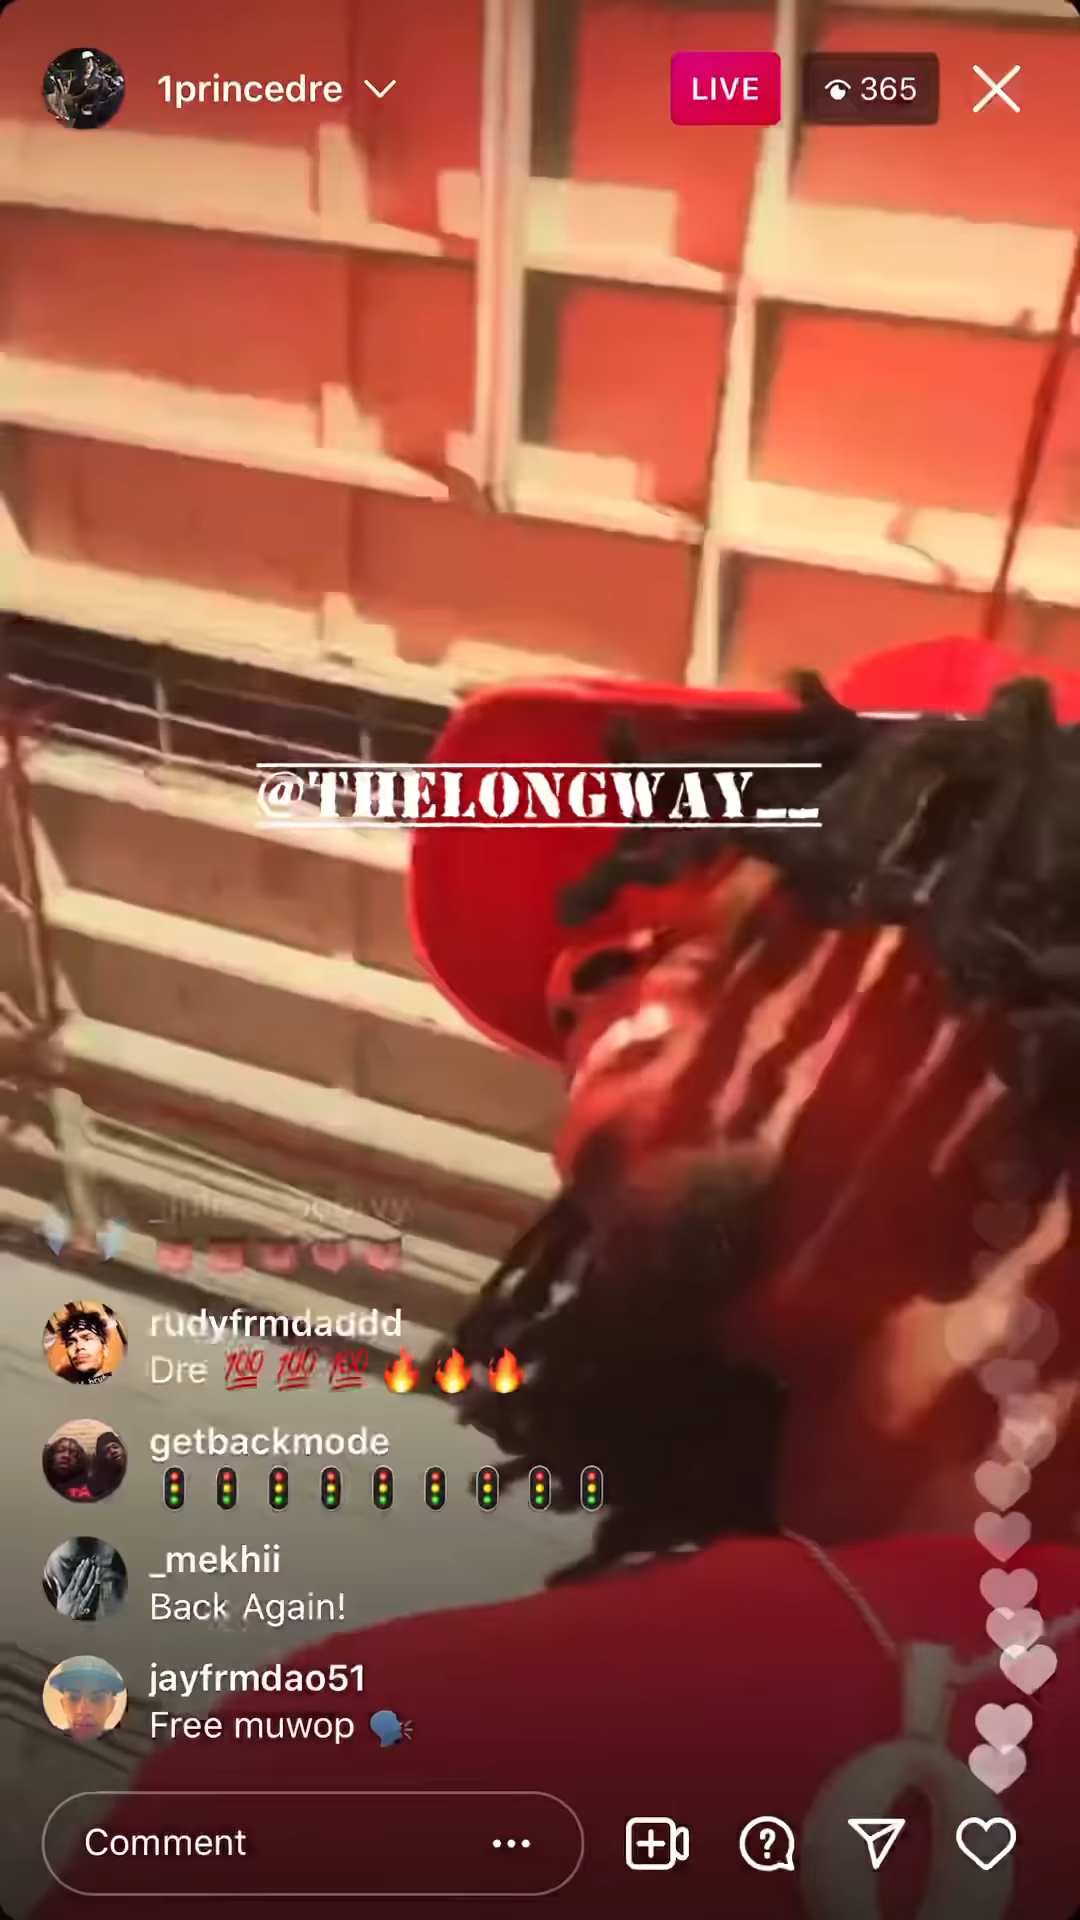 1princedre
LIVE
365
@THELONGWAY__
rudyfrmdaddd
Dre 💯 💯 💯 🔥 🔥 🔥
getbackmode
🚦 🚦 🚦 🚦 🚦 🚦 🚦 🚦 🚦
_mekhii
Back Again!
jayfrmdao51
Free muwop 🗣
Comment